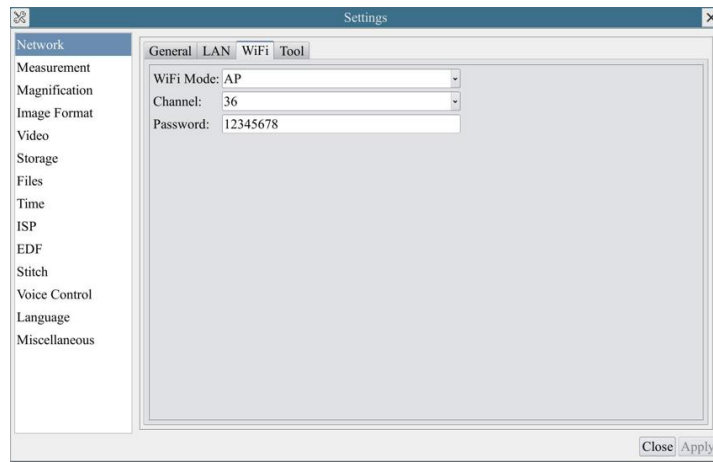 Settings
Network
Measurement
Magnification
Image Format
Video
Storage
Files
Time
ISP
EDF
Stitch
Voice Control
Language
Miscellaneous
General LAN WiFi Tool
WiFi Mode: AP
Channel: 36
Password: 12345678
Close Apply